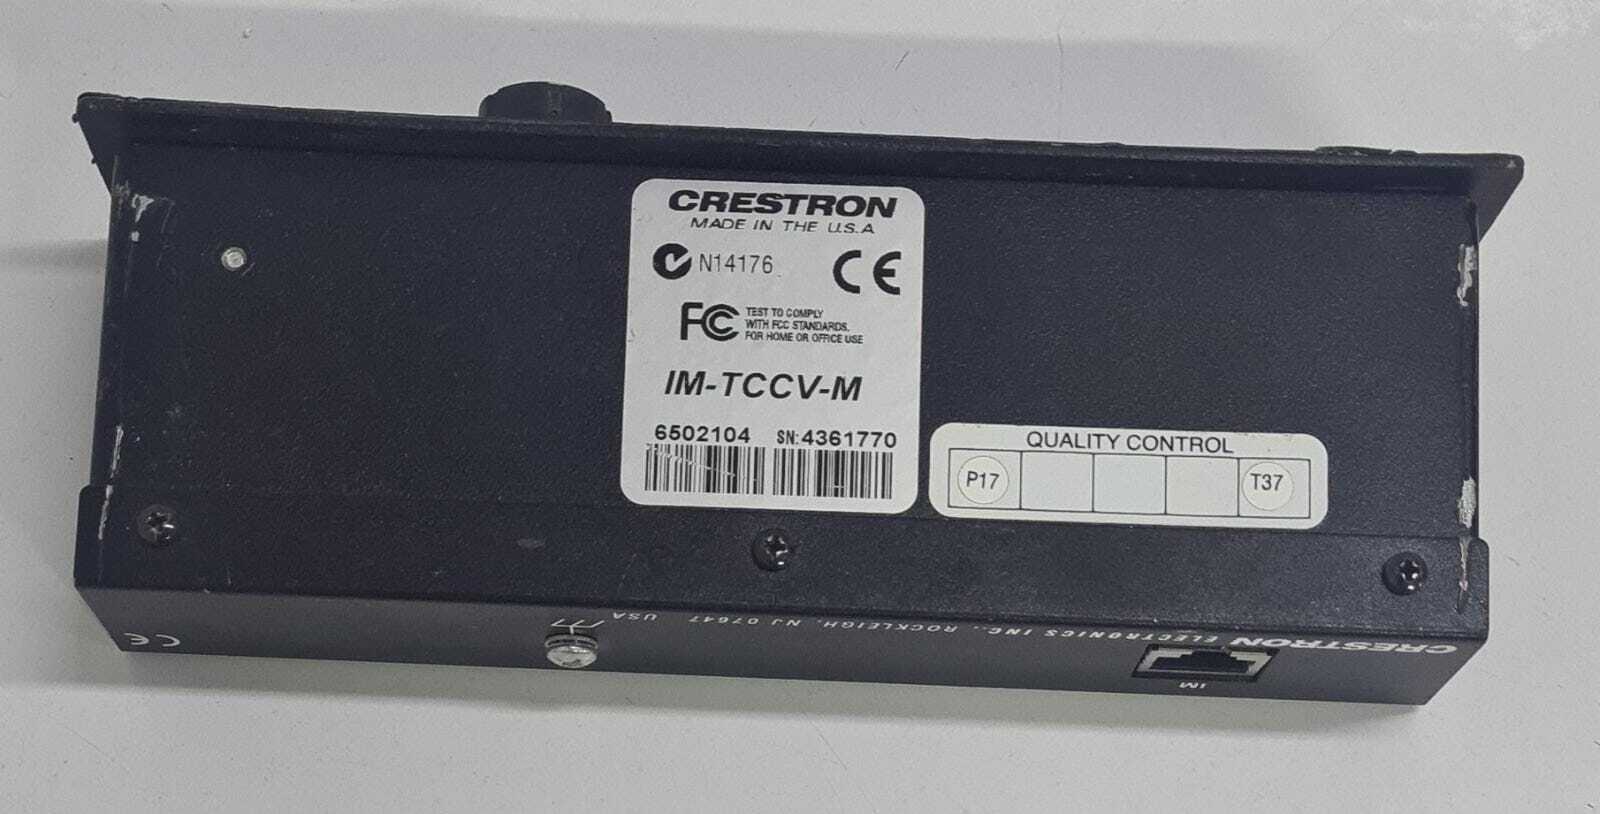 CRESTRON
MADE IN THE U.S.A
N14176
CE
FC TEST TO COMPLY
WITH FCC STANDARDS.
FOR HOME OR OFFICE USE
IM-TCCV-M
6502104 SN:4361770
QUALITY CONTROL
P17 T37
CRESTRON ELECTRONICS INC., ROCKLEIGH, NJ 07647 USA
IM
CE